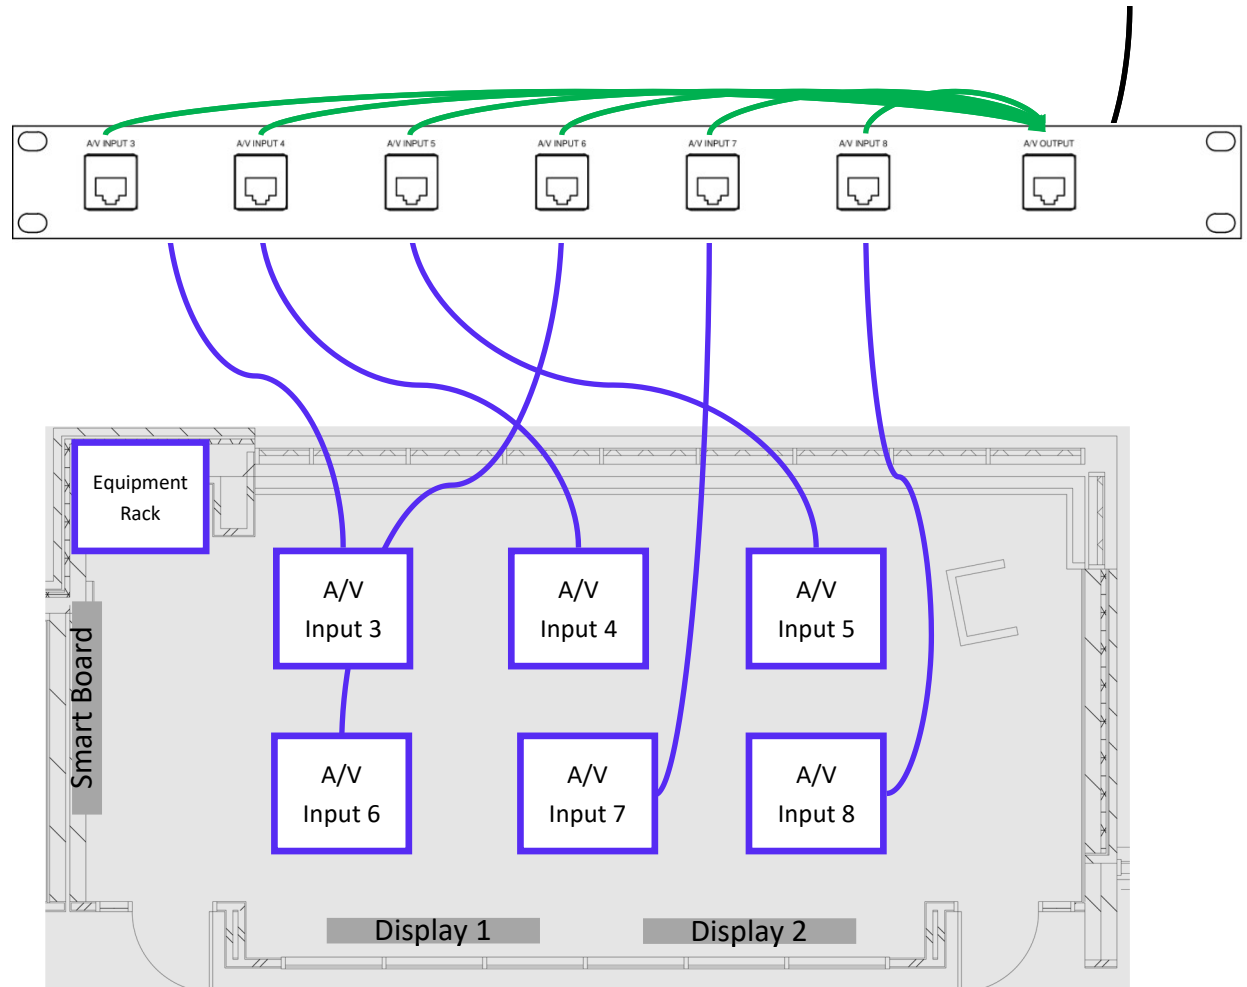 A/V INPUT 3
A/V INPUT 4
A/V INPUT 5
A/V INPUT 6
A/V INPUT 7
A/V INPUT 8
A/V OUTPUT
Equipment
Rack
A/V
Input 3
A/V
Input 4
A/V
Input 5
Smart Board
A/V
Input 6
A/V
Input 7
A/V
Input 8
Display 1
Display 2